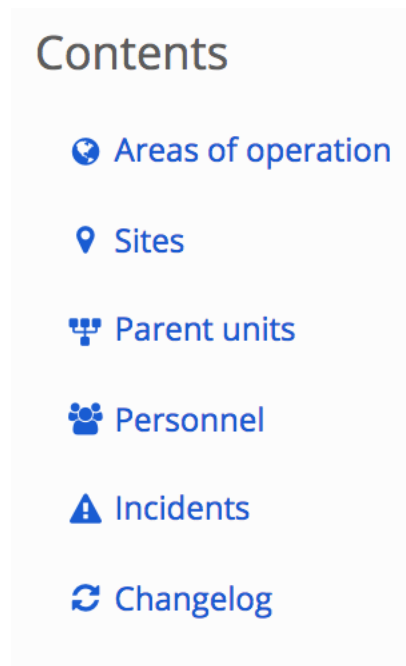 Contents
Areas of operation
Sites
Parent units
Personnel
Incidents
Changelog